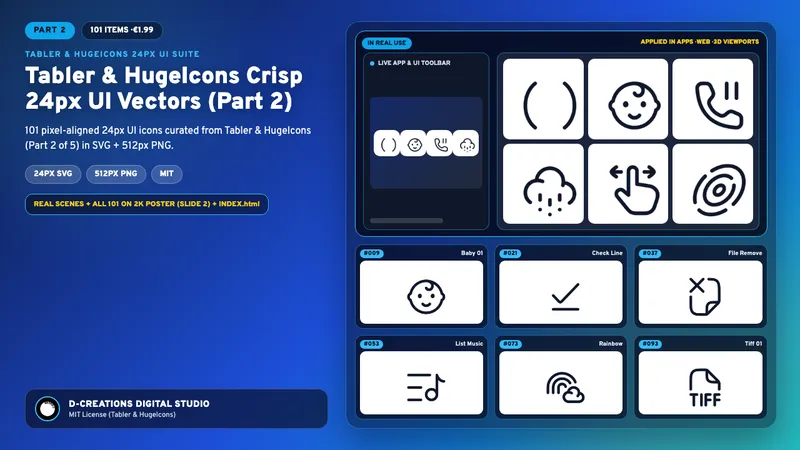 PART 2
101 ITEMS · €1.99
TABLER & HUGEICONS 24PX UI SUITE
Tabler & HugeIcons Crisp
24px UI Vectors (Part 2)
101 pixel-aligned 24px UI icons curated from Tabler & HugeIcons
(Part 2 of 5) in SVG + 512px PNG.
24PX SVG
512PX PNG
MIT
REAL SCENES + ALL 101 ON 2K POSTER (SLIDE 2) + INDEX.html
D-CREATIONS DIGITAL STUDIO
MIT License (Tabler & HugeIcons)
IN REAL USE
APPLIED IN APPS · WEB · 3D VIEWPORTS
LIVE APP & UI TOOLBAR
#009
Baby 01
#021
Check Line
#037
File Remove
#053
List Music
#073
Rainbow
#093
Tiff 01
TIFF